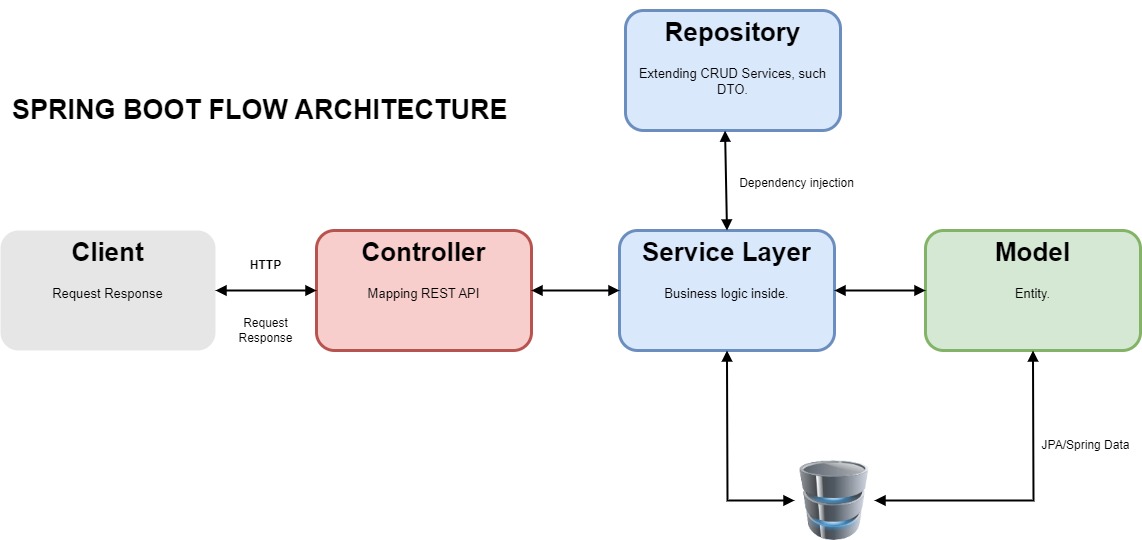 Repository
Extending CRUD Services, such
DTO.
SPRING BOOT FLOW ARCHITECTURE
Dependency injection
Client
Request Response
HTTP
Request
Response
Controller
Mapping REST API
Service Layer
Business logic inside.
Model
Entity.
JPA/Spring Data